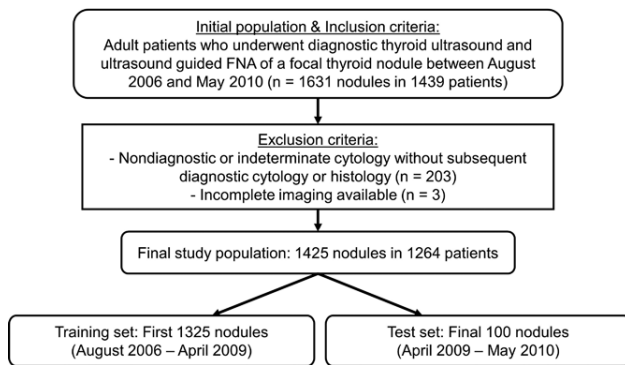 Initial population & Inclusion criteria:
Adult patients who underwent diagnostic thyroid ultrasound and
ultrasound guided FNA of a focal thyroid nodule between August
2006 and May 2010 (n = 1631 nodules in 1439 patients)
Exclusion criteria:
- Nondiagnostic or indeterminate cytology without subsequent
diagnostic cytology or histology (n = 203)
- Incomplete imaging available (n = 3)
Final study population: 1425 nodules in 1264 patients
Training set: First 1325 nodules
(August 2006 – April 2009)
Test set: Final 100 nodules
(April 2009 – May 2010)